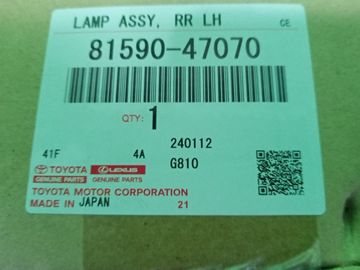 LAMP ASSY, RR LH
CE
81590-47070
QTY: 1
240112
41F 4A G810
TOYOTA LEXUS
GENUINE PARTS GENUINE PARTS
TOYOTA MOTOR CORPORATION
MADE IN JAPAN 21